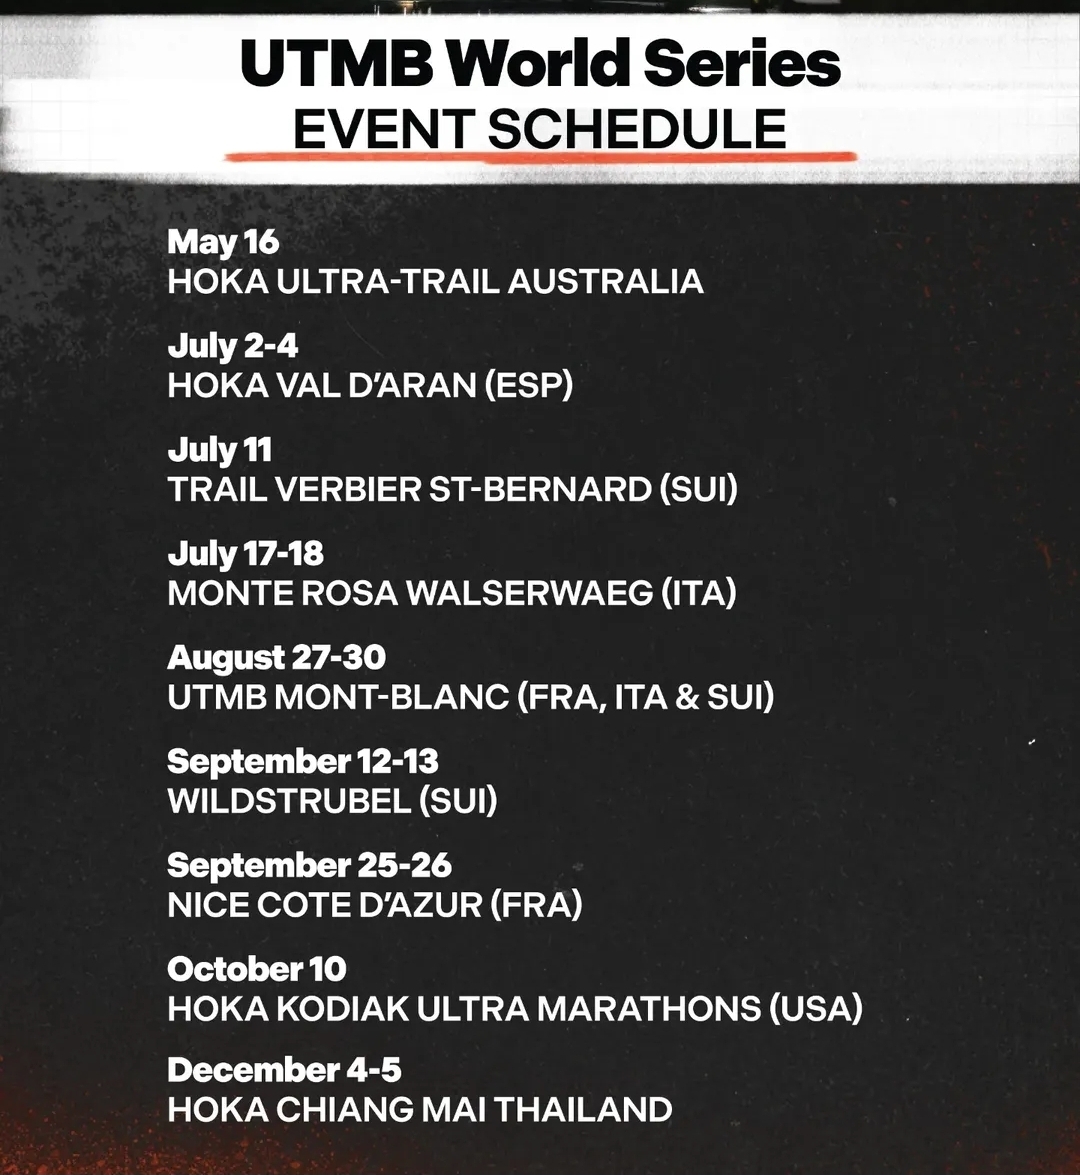 UTMB World Series
EVENT SCHEDULE
May 16
HOKA ULTRA-TRAIL AUSTRALIA
July 2-4
HOKA VAL D'ARAN (ESP)
July 11
TRAIL VERBIER ST-BERNARD (SUI)
July 17-18
MONTE ROSA WALSERWAEG (ITA)
August 27-30
UTMB MONT-BLANC (FRA, ITA & SUI)
September 12-13
WILDSTRUBEL (SUI)
September 25-26
NICE COTE D'AZUR (FRA)
October 10
HOKA KODIAK ULTRA MARATHONS (USA)
December 4-5
HOKA CHIANG MAI THAILAND